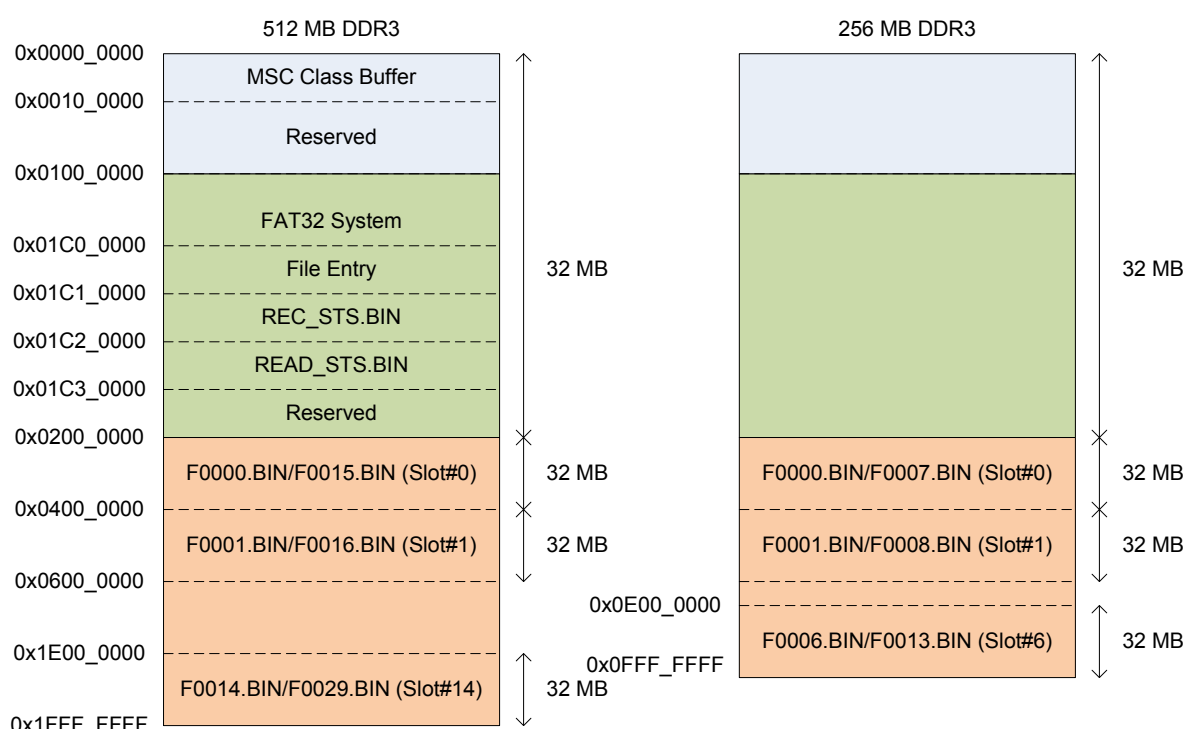 512 MB DDR3
0x0000_0000
MSC Class Buffer
0x0010_0000
Reserved
0x0100_0000
FAT32 System
0x01C0_0000
File Entry
32 MB
0x01C1_0000
REC_STS.BIN
0x01C2_0000
READ_STS.BIN
0x01C3_0000
Reserved
0x0200_0000
F0000.BIN/F0015.BIN (Slot#0)
32 MB
0x0400_0000
F0001.BIN/F0016.BIN (Slot#1)
32 MB
0x0600_0000
0x1E00_0000
F0014.BIN/F0029.BIN (Slot#14)
32 MB
0x1FFF_FFFF
256 MB DDR3
32 MB
F0000.BIN/F0007.BIN (Slot#0)
32 MB
F0001.BIN/F0008.BIN (Slot#1)
32 MB
0x0E00_0000
F0006.BIN/F0013.BIN (Slot#6)
32 MB
0x0FFF_FFFF